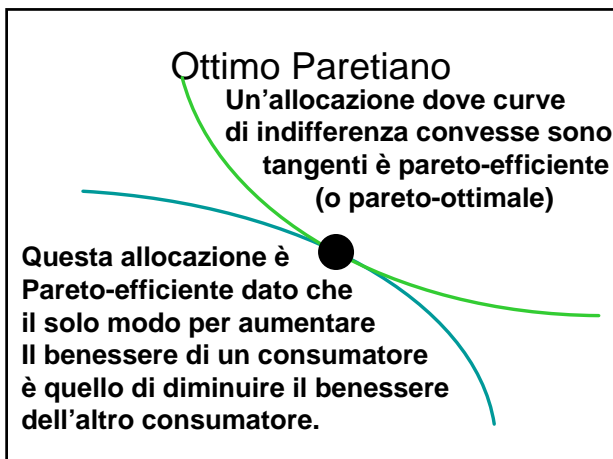 Ottimo Paretiano
Un’allocazione dove curve
di indifferenza convesse sono
tangenti è pareto-efficiente
(o pareto-ottimale)
Questa allocazione è
Pareto-efficiente dato che
il solo modo per aumentare
Il benessere di un consumatore
è quello di diminuire il benessere
dell’altro consumatore.